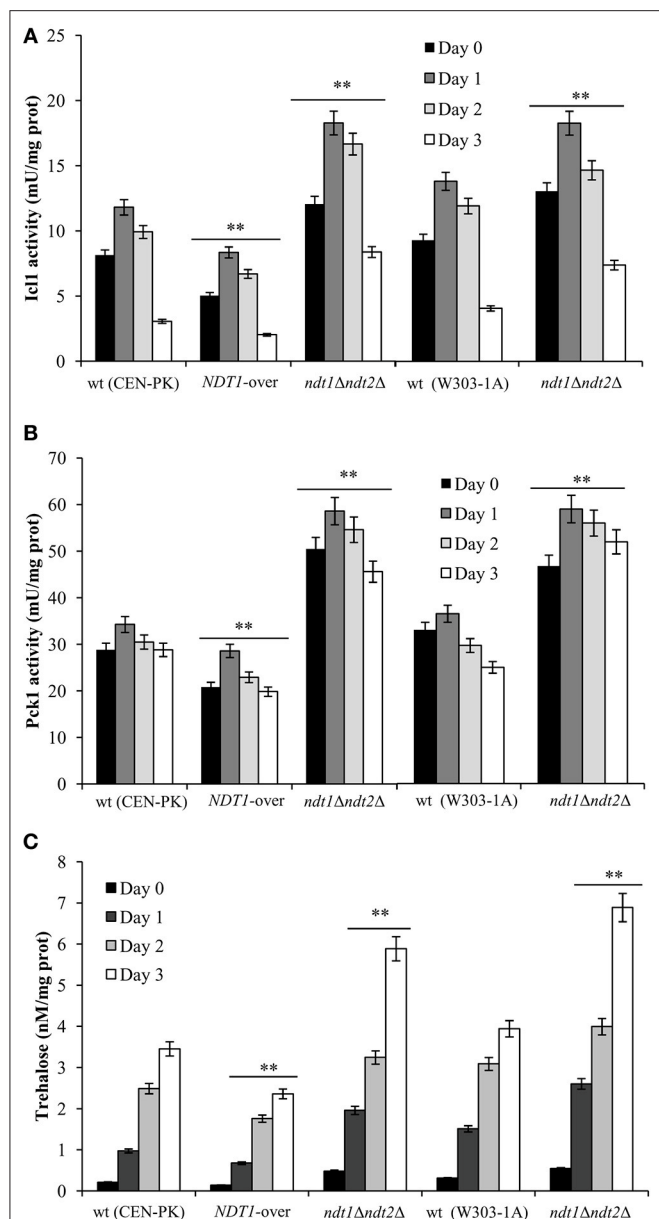 A
Icl1 activity (mU/mg prot)
25
20
15
10
5
0
Day 0
Day 1
Day 2
Day 3
**
**
**
wt (CEN-PK)
NDT1-over
ndt1Δndt2Δ
wt (W303-1A)
ndt1Δndt2Δ
B
Pck1 activity (mU/mg prot)
70
60
50
40
30
20
10
0
Day 0
Day 1
Day 2
Day 3
**
**
**
wt (CEN-PK)
NDT1-over
ndt1Δndt2Δ
wt (W303-1A)
ndt1Δndt2Δ
C
Trehalose (nM/mg prot)
8
7
6
5
4
3
2
1
0
Day 0
Day 1
Day 2
Day 3
**
**
**
wt (CEN-PK)
NDT1-over
ndt1Δndt2Δ
wt (W303-1A)
ndt1Δndt2Δ